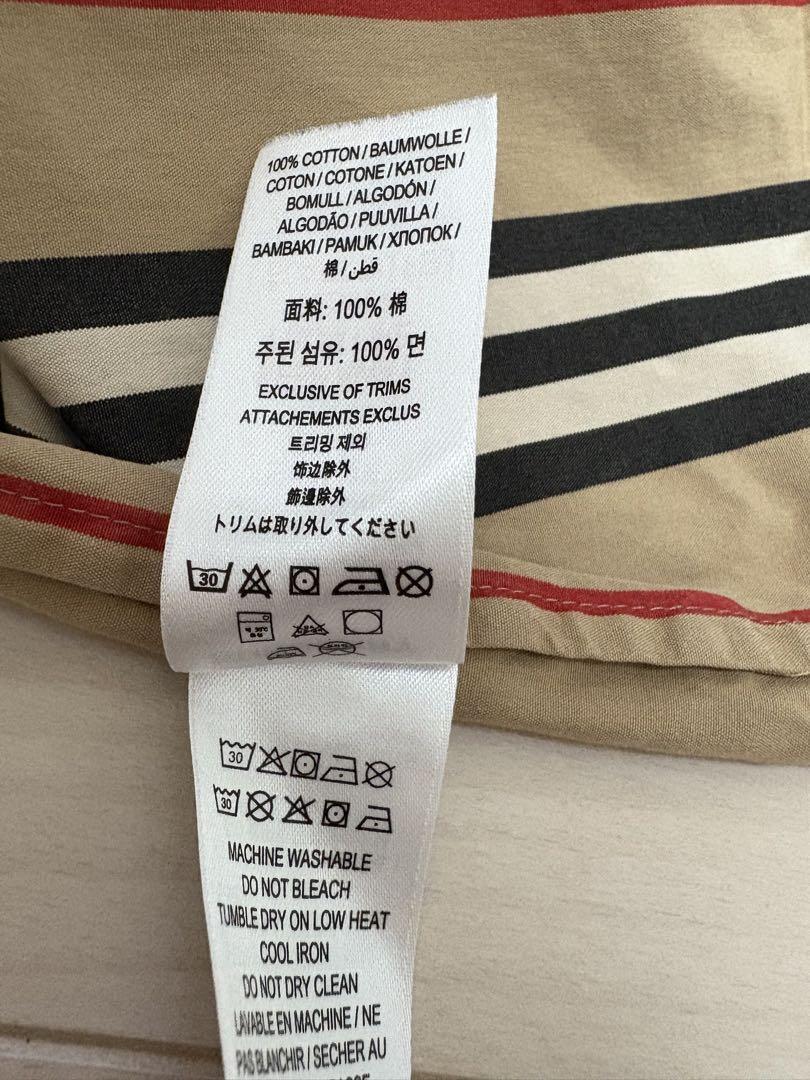 100% COTTON / BAUMWOLLE /
COTON / COTONE / KATOEN /
BOMULL / ALGODÓN /
ALGODÃO / PUUVILLA /
BAMBAKI / PAMUK / ХЛОПОК /
棉 / قطن
面料: 100% 棉
주된 섬유: 100% 면
EXCLUSIVE OF TRIMS
ATTACHEMENTS EXCLUS
트리밍 제외
饰边除外
飾邊除外
トリムは取り外してください
30
30
30
MACHINE WASHABLE
DO NOT BLEACH
TUMBLE DRY ON LOW HEAT
COOL IRON
DO NOT DRY CLEAN
LAVABLE EN MACHINE / NE
PAS BLANCHIR / SECHER AU